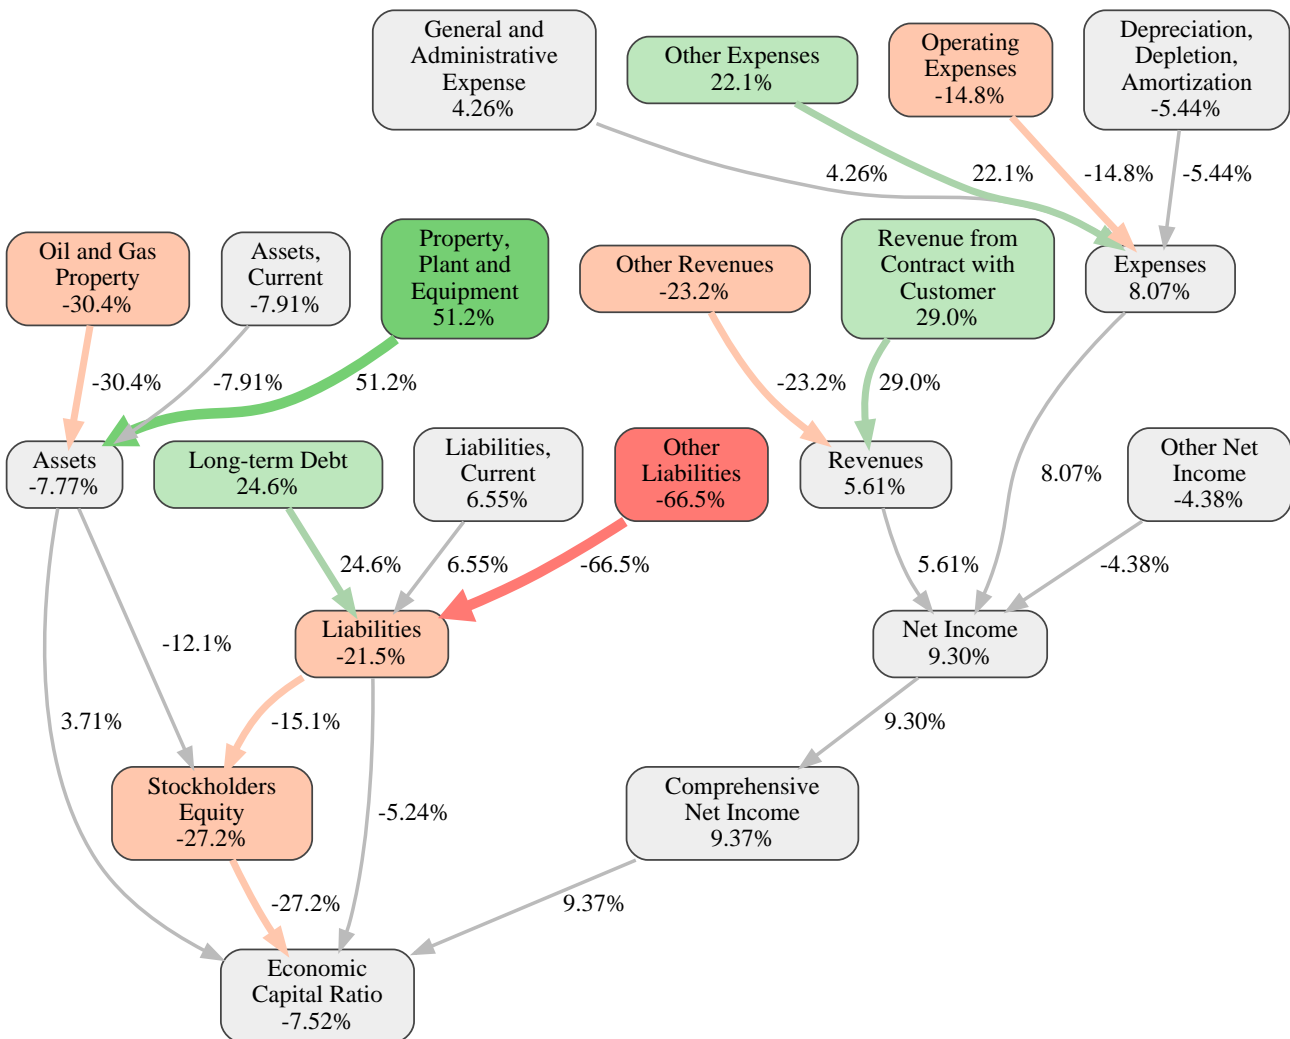 General and
Administrative
Expense
4.26%
Other Expenses
22.1%
Operating
Expenses
-14.8%
Depreciation,
Depletion,
Amortization
-5.44%
4.26%
22.1%
-14.8%
-5.44%
Oil and Gas
Property
-30.4%
Assets,
Current
-7.91%
Property,
Plant and
Equipment
51.2%
Other Revenues
-23.2%
Revenue from
Contract with
Customer
29.0%
Expenses
8.07%
-30.4%
-7.91%
51.2%
-23.2%
29.0%
Assets
-7.77%
Long-term Debt
24.6%
Liabilities,
Current
6.55%
Other
Liabilities
-66.5%
Revenues
5.61%
8.07%
Other Net
Income
-4.38%
24.6%
6.55%
-66.5%
5.61%
-4.38%
-12.1%
Liabilities
-21.5%
Net Income
9.30%
3.71%
-15.1%
9.30%
Stockholders
Equity
-27.2%
-5.24%
Comprehensive
Net Income
9.37%
-27.2%
9.37%
Economic
Capital Ratio
-7.52%